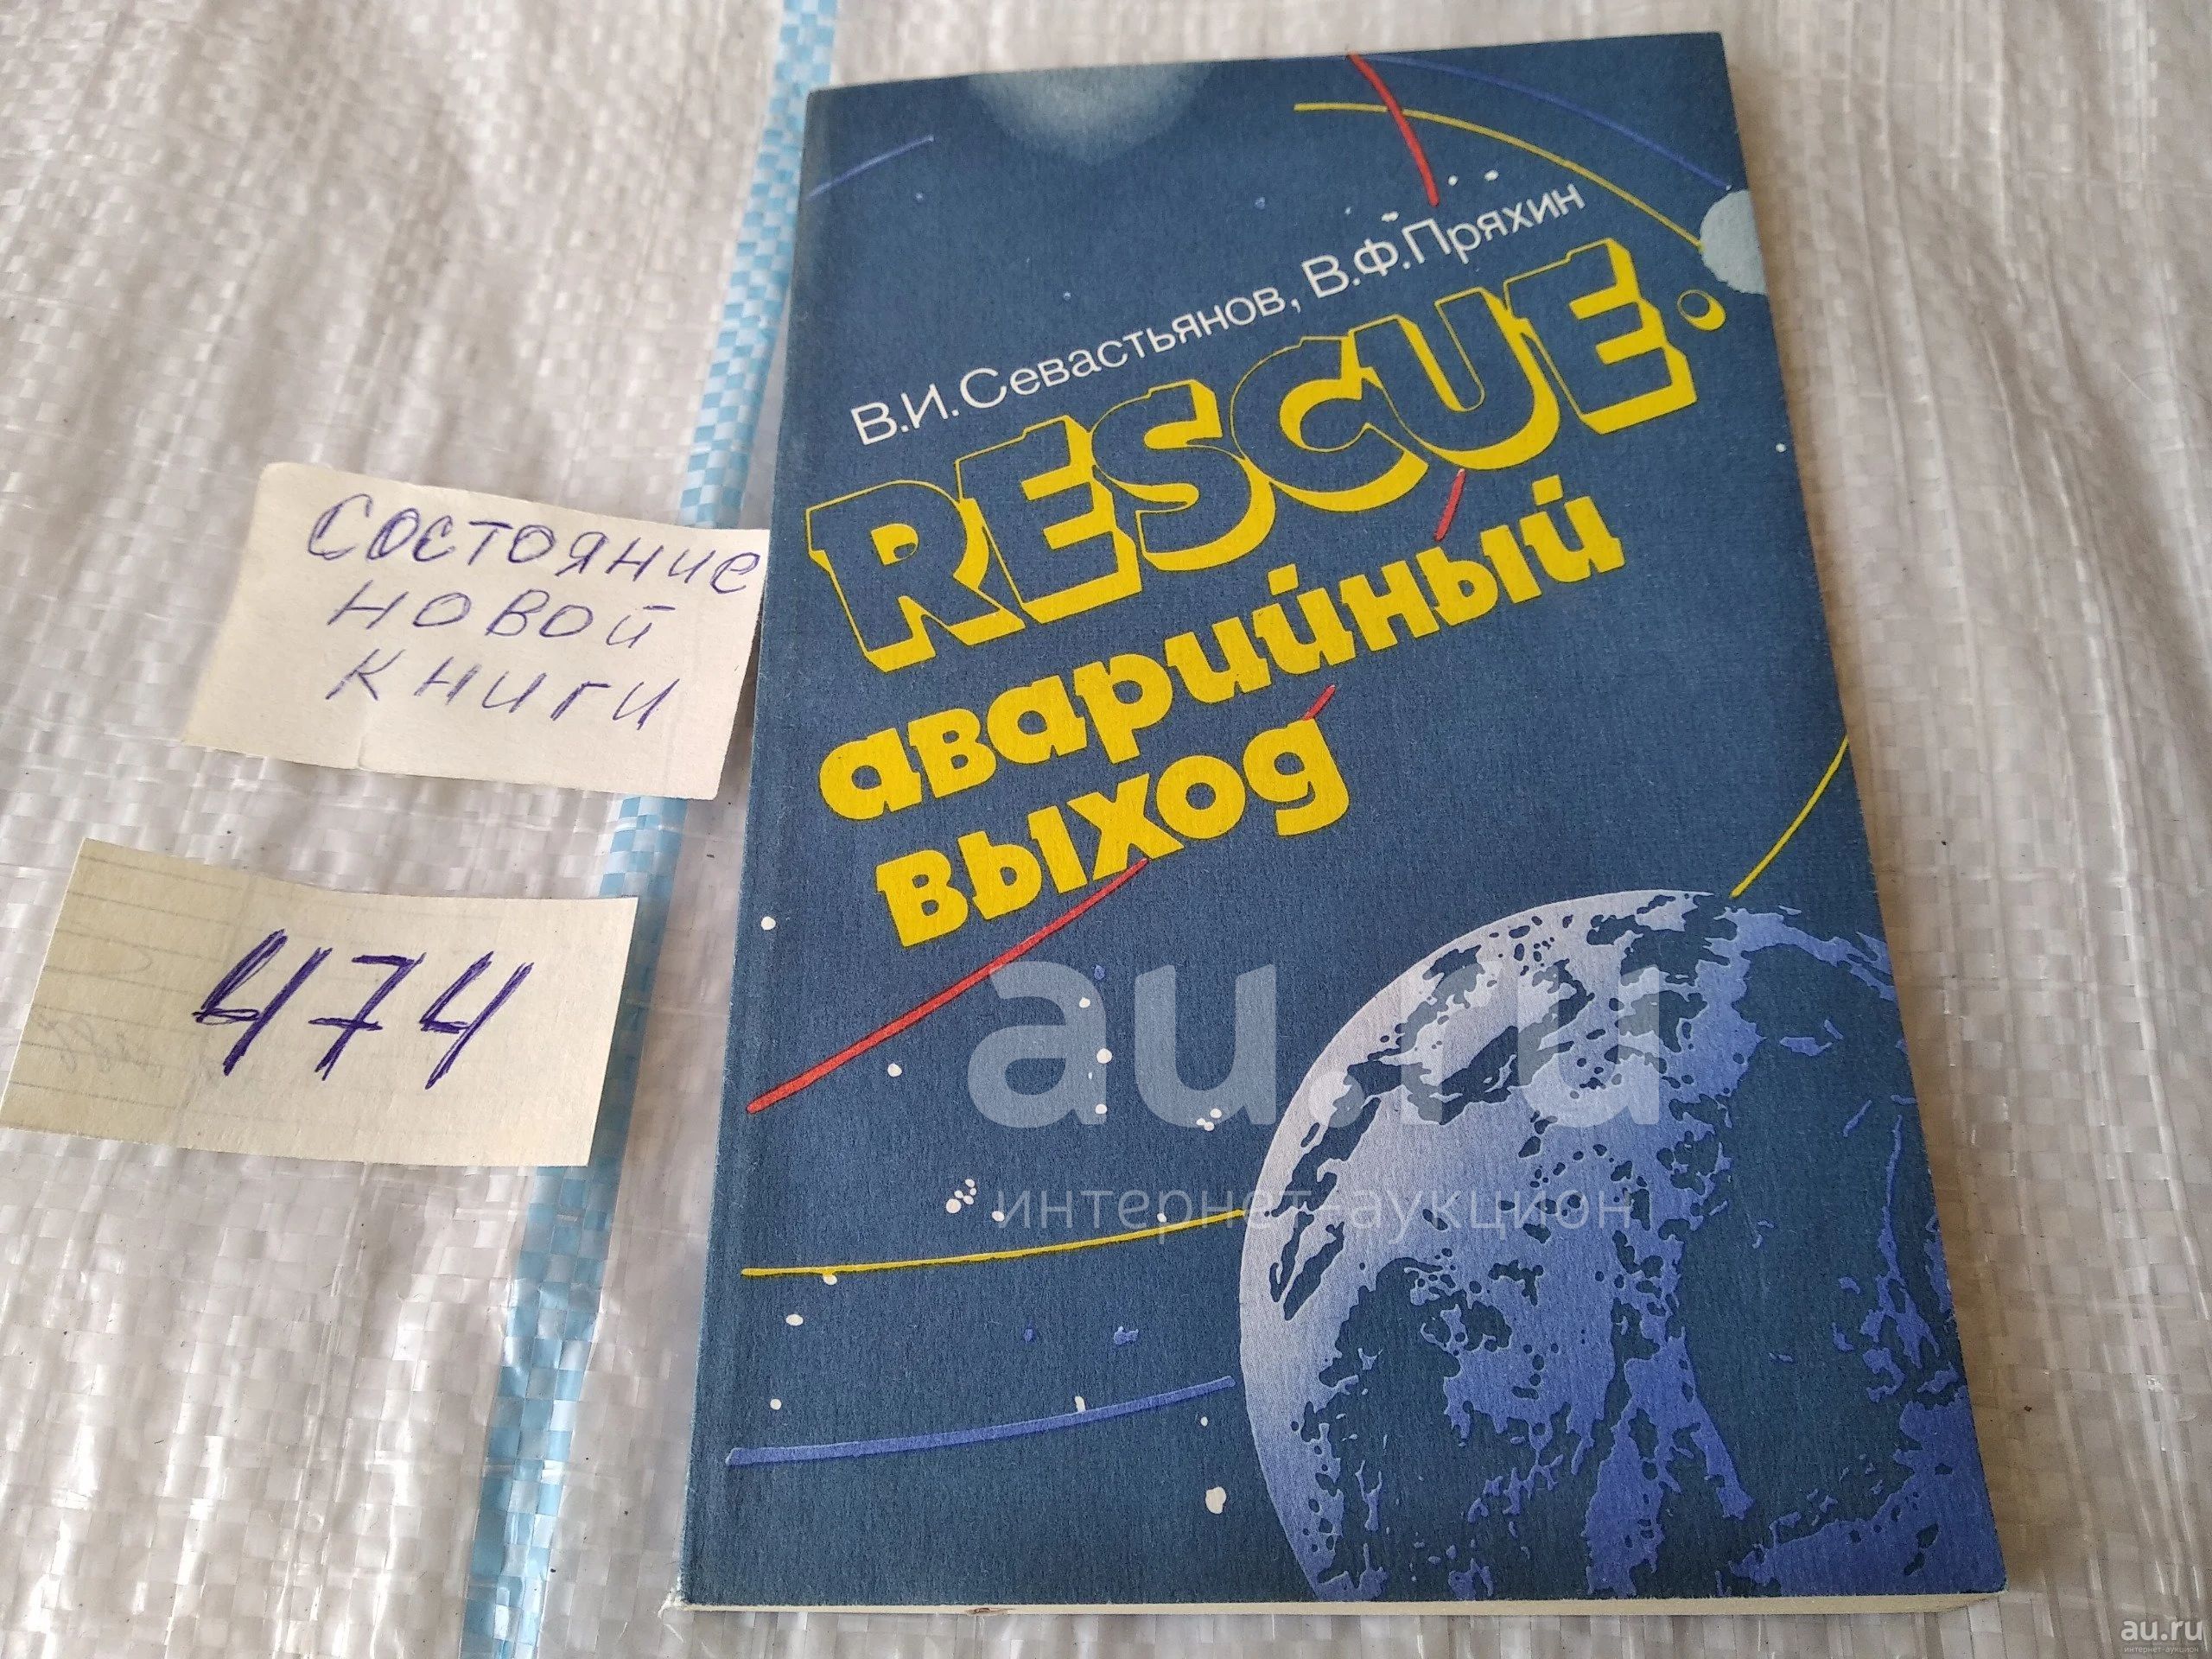 В.И.Севастьянов, В.Ф.Пряхин
RESCUE.
аварийный
выход
Состояние
новой
книги
474
au.ru
интернет-аукцион
au.ru
интернет-аукцион